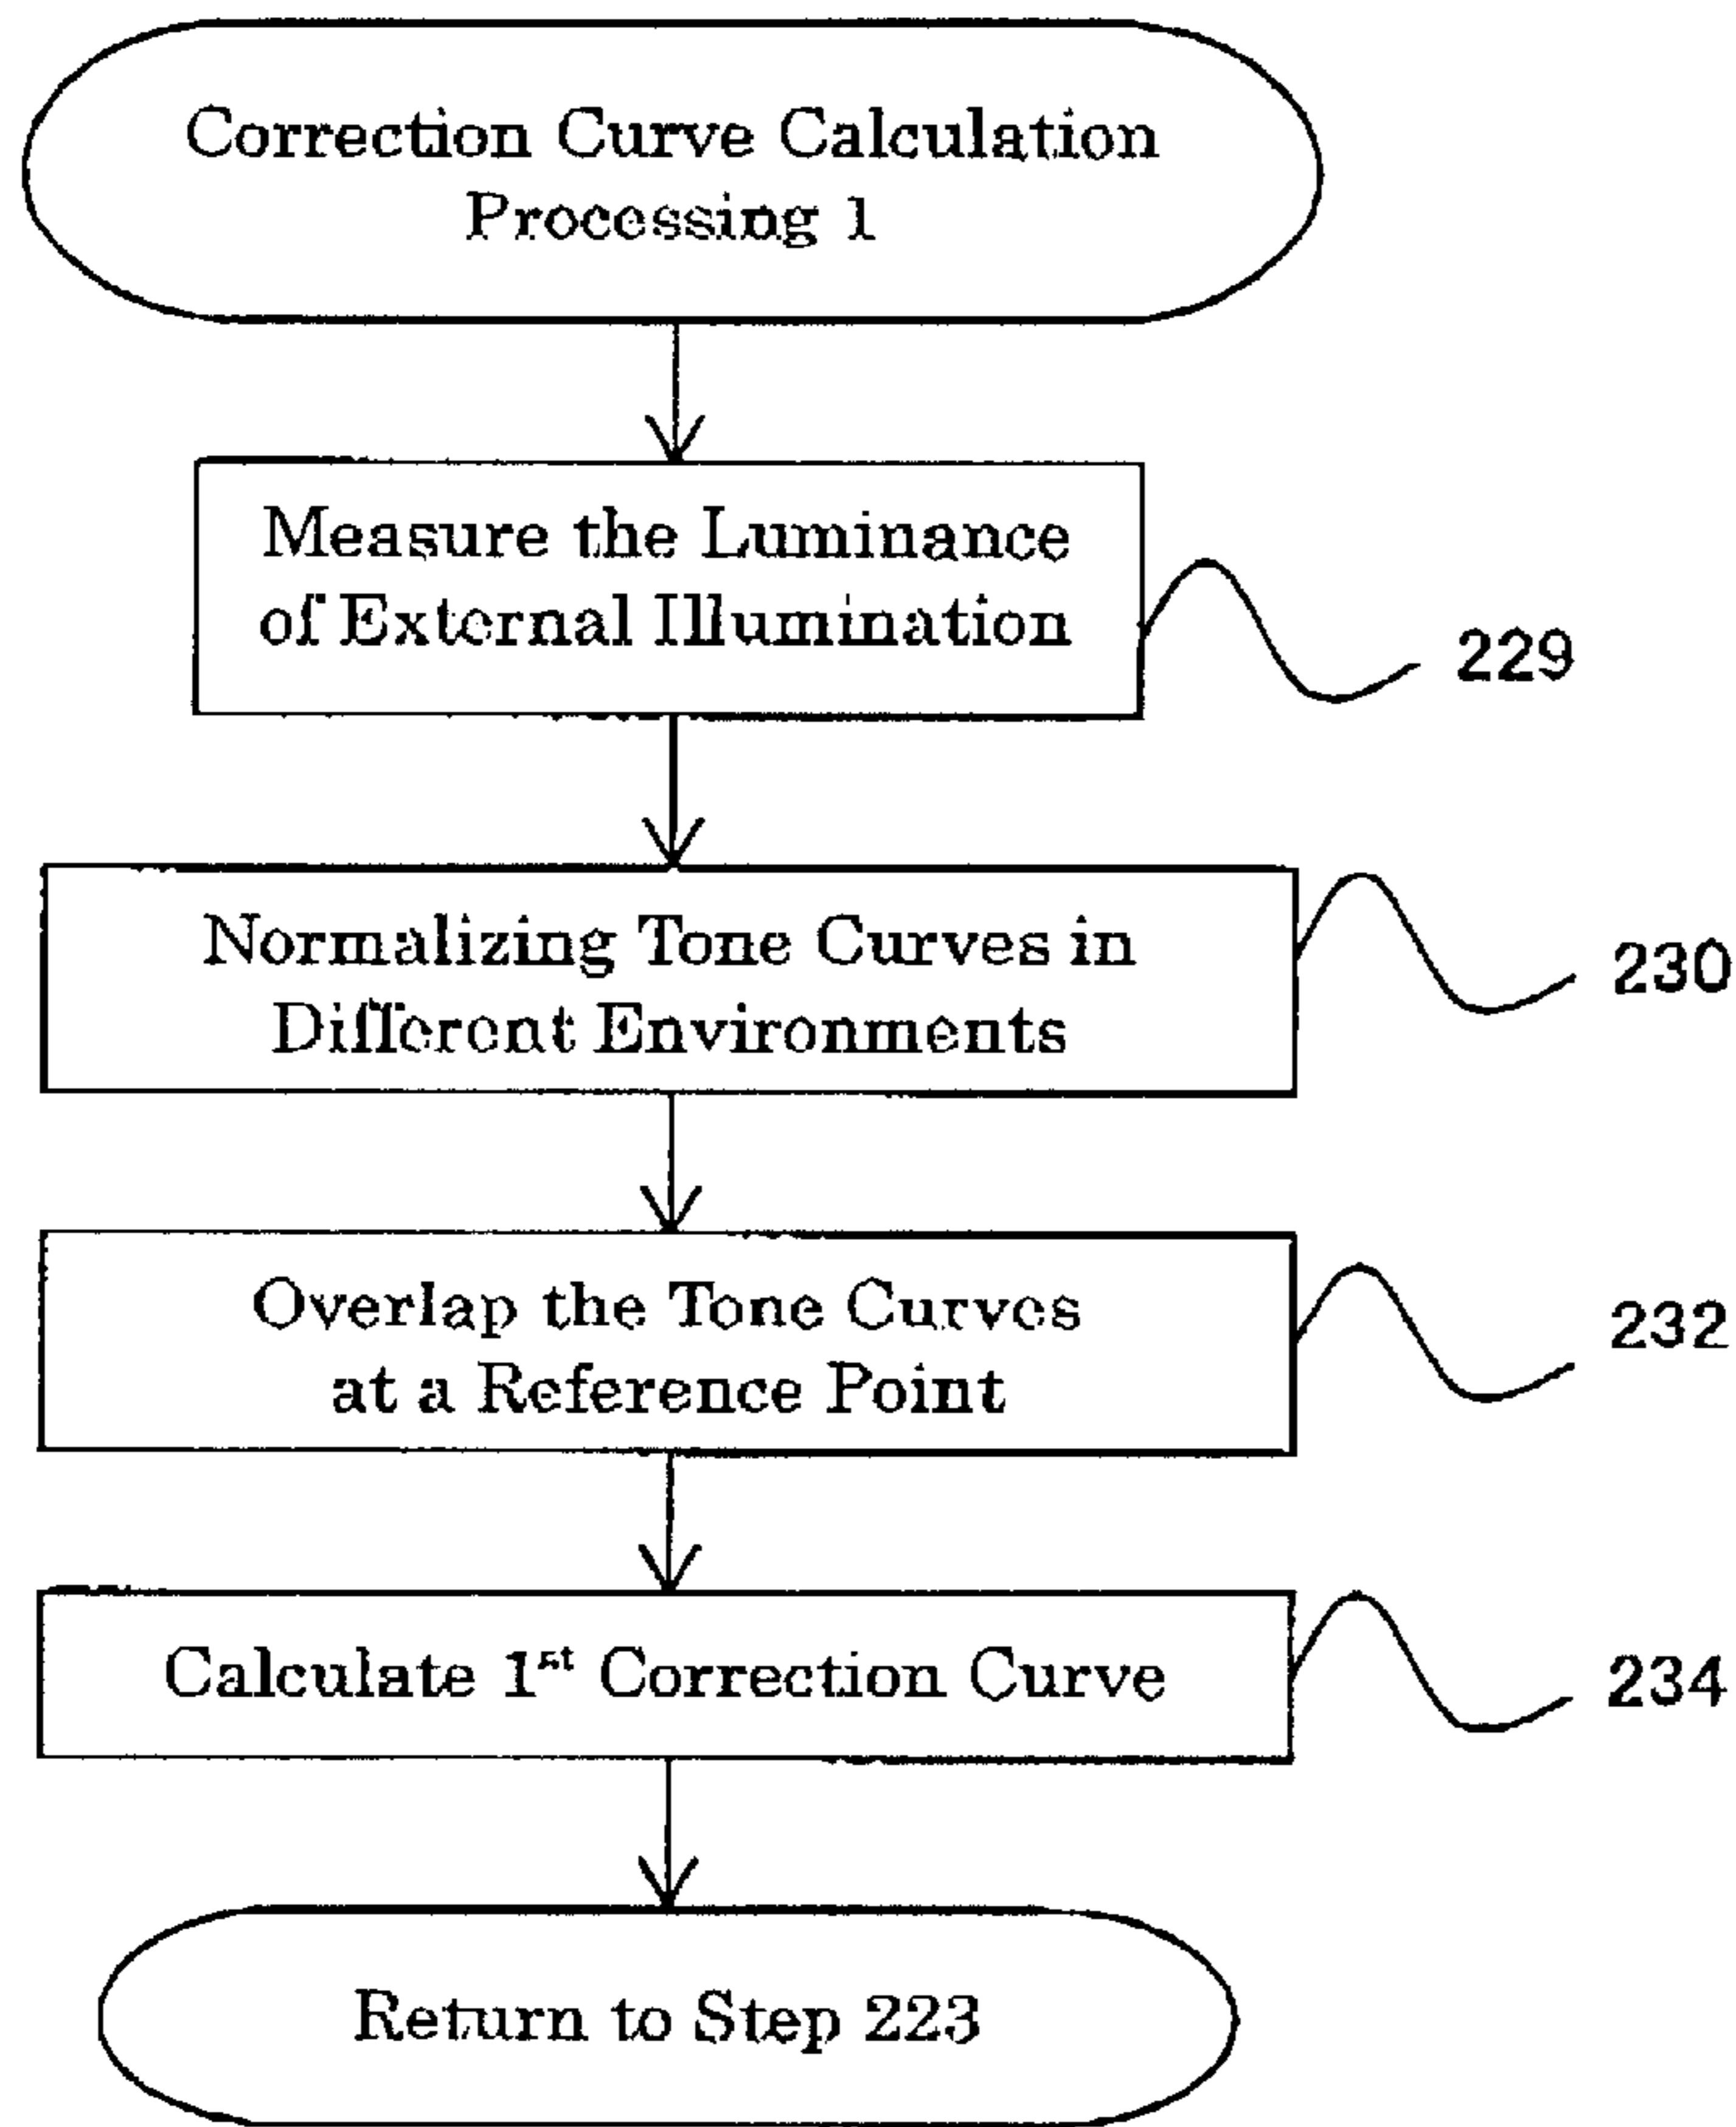 Correction Curve Calculation
Processing 1
Measure the Luminance
of External Illumination
229
Normalizing Tone Curves in
Different Environments
230
Overlap the Tone Curves
at a Reference Point
232
Calculate 1st Correction Curve
234
Return to Step 223